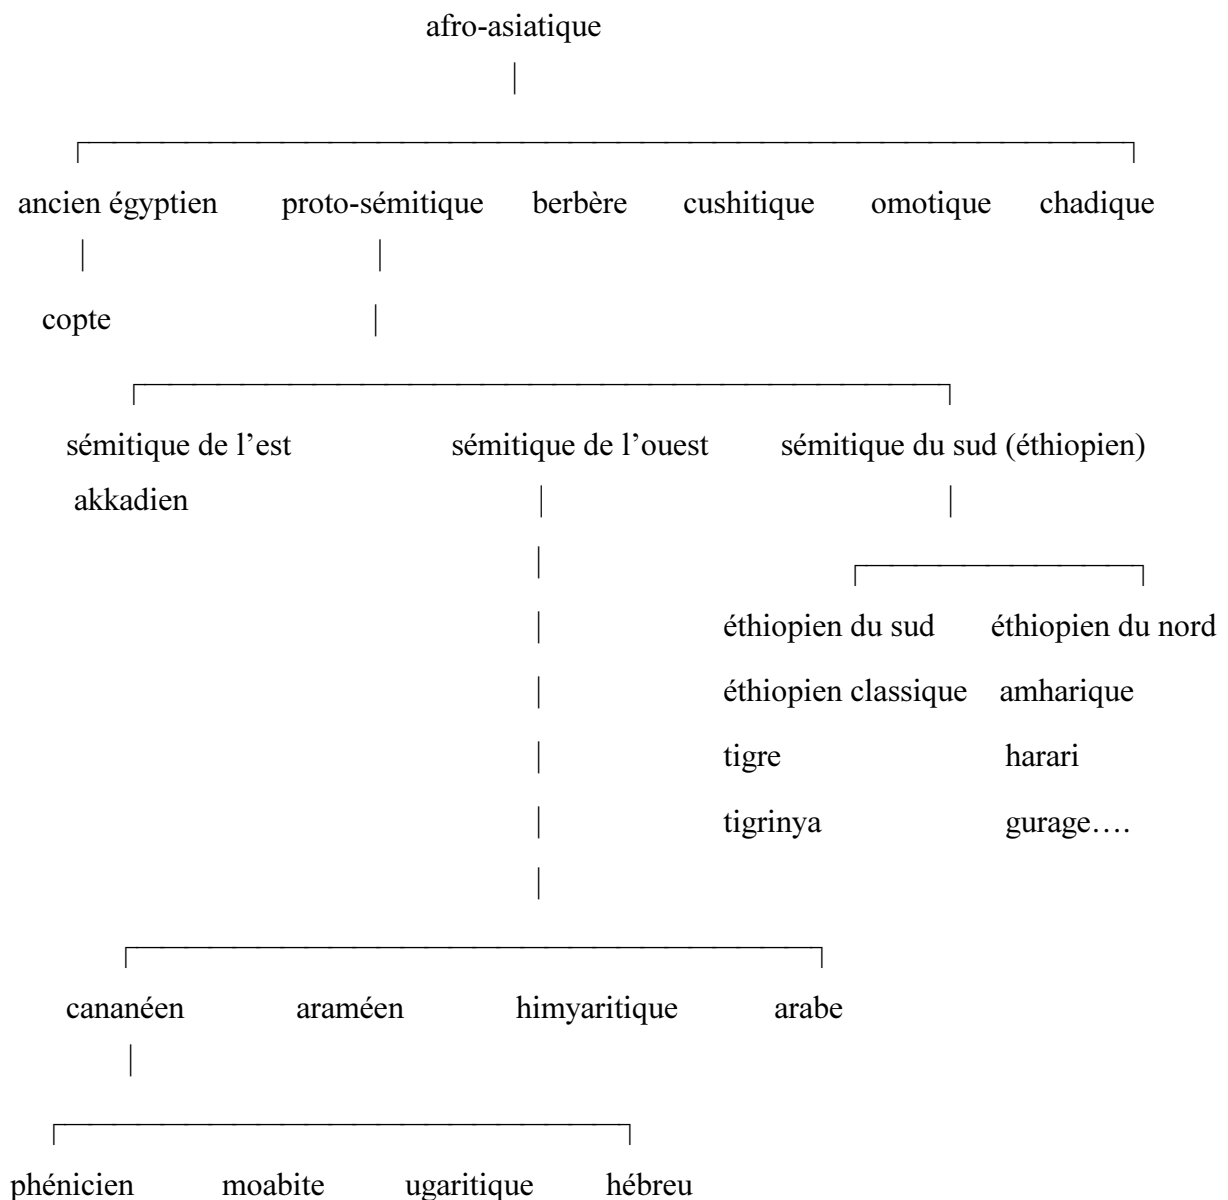 afro-asiatique
ancien égyptien proto-sémitique berbère cushitique omotique chadique
copte
sémitique de l’est sémitique de l’ouest sémitique du sud (éthiopien)
akkadien
éthiopien du sud éthiopien du nord
éthiopien classique amharique
tigre harari
tigrinya gurage….
cananéen araméen himyaritique arabe
phénicien moabite ugaritique hébreu